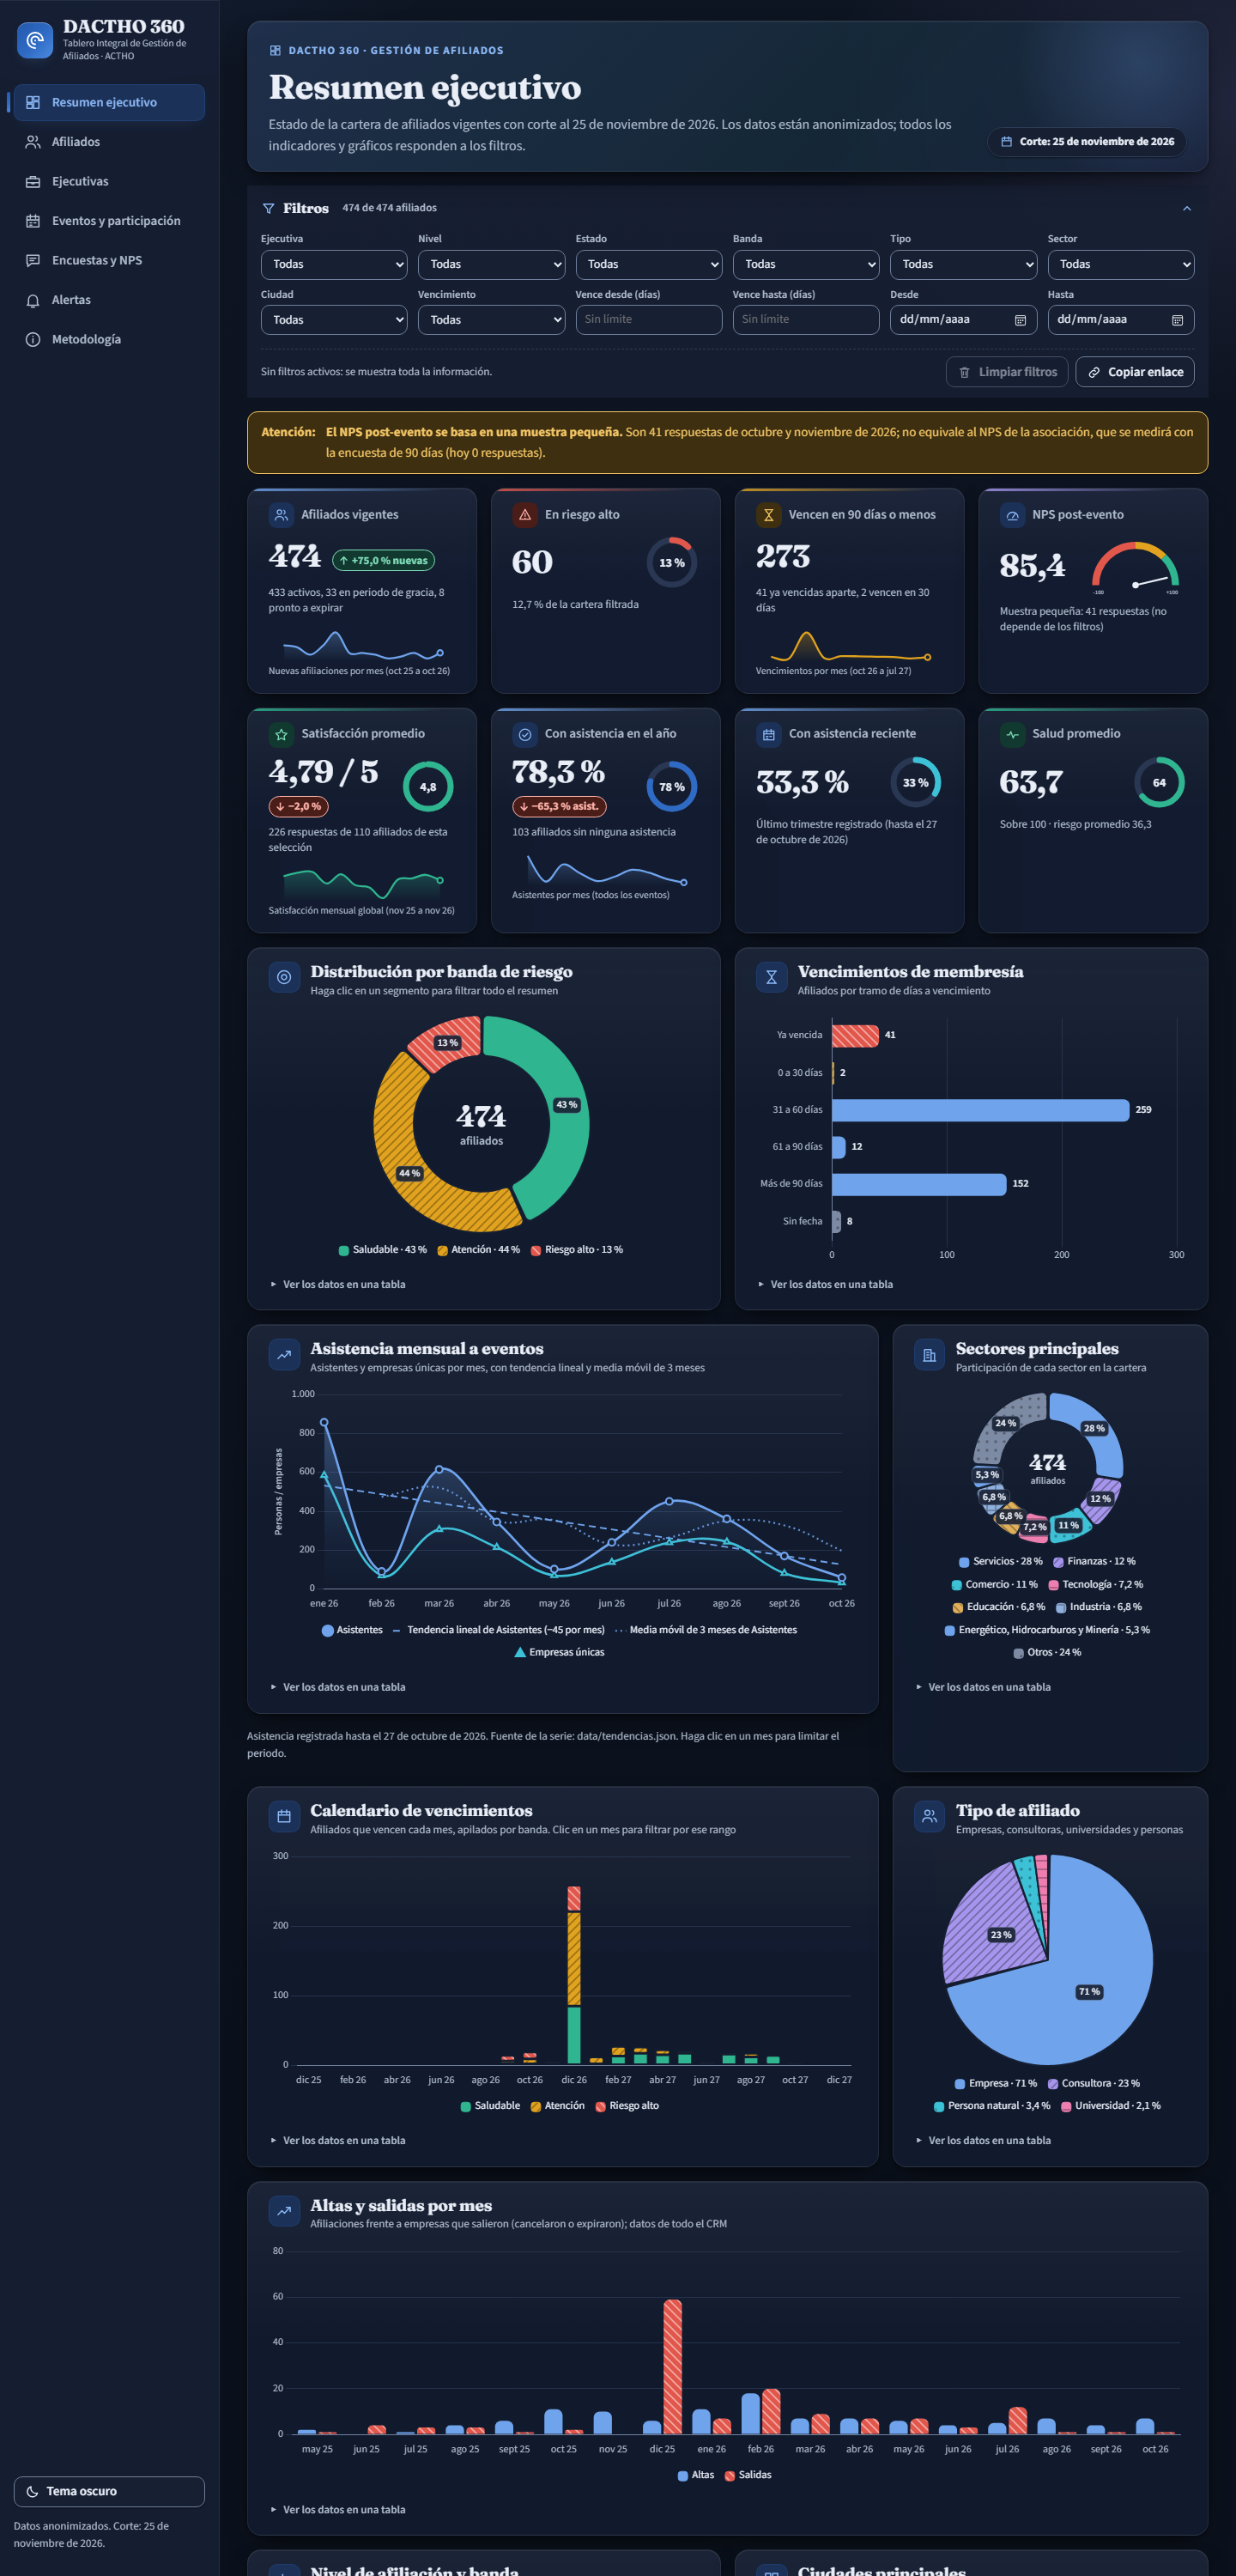 DACTHO 360
Tablero Integral de Gestión de
Afiliados · ACTHO
Resumen ejecutivo
Afiliados
Ejecutivas
Eventos y participación
Encuestas y NPS
Alertas
Metodología
Tema oscuro
Datos anonimizados. Corte: 25 de
noviembre de 2026.
DACTHO 360 · GESTIÓN DE AFILIADOS
Resumen ejecutivo
Estado de la cartera de afiliados vigentes con corte al 25 de noviembre de 2026. Los datos están anonimizados; todos los
indicadores y gráficos responden a los filtros.
Corte: 25 de noviembre de 2026
Filtros 474 de 474 afiliados
Ejecutiva Nivel Estado Banda Tipo Sector
Todas Todas Todas Todas Todas Todas
Ciudad Vencimiento Vence desde (días) Vence hasta (días) Desde Hasta
Todas Todas Sin límite Sin límite dd/mm/aaaa dd/mm/aaaa
Sin filtros activos: se muestra toda la información.
Limpiar filtros Copiar enlace
Atención: El NPS post-evento se basa en una muestra pequeña. Son 41 respuestas de octubre y noviembre de 2026; no equivale al NPS de la asociación, que se medirá con
la encuesta de 90 días (hoy 0 respuestas).
Afiliados vigentes
474 ↑ +75,0 % nuevas
433 activos, 33 en periodo de gracia, 8
pronto a expirar
Nuevas afiliaciones por mes (oct 25 a oct 26)
En riesgo alto
60 13 %
12,7 % de la cartera filtrada
Vencen en 90 días o menos
273
41 ya vencidas aparte, 2 vencen en 30
días
Vencimientos por mes (oct 26 a jul 27)
NPS post-evento
85,4
-100 +100
Muestra pequeña: 41 respuestas (no
depende de los filtros)
Satisfacción promedio
4,79 / 5 4,8
↓ −2,0 %
226 respuestas de 110 afiliados de esta
selección
Satisfacción mensual global (nov 25 a nov 26)
Con asistencia en el año
78,3 % 78 %
↓ −65,3 % asist.
103 afiliados sin ninguna asistencia
Asistentes por mes (todos los eventos)
Con asistencia reciente
33,3 % 33 %
Último trimestre registrado (hasta el 27
de octubre de 2026)
Salud promedio
63,7 64
Sobre 100 · riesgo promedio 36,3
Distribución por banda de riesgo
Haga clic en un segmento para filtrar todo el resumen
13 %
43 %
474
afiliados
44 %
Saludable · 43 % Atención · 44 % Riesgo alto · 13 %
Ver los datos en una tabla
Vencimientos de membresía
Afiliados por tramo de días a vencimiento
Ya vencida 41
0 a 30 días 2
31 a 60 días 259
61 a 90 días 12
Más de 90 días 152
Sin fecha 8
0 100 200 300
Ver los datos en una tabla
Asistencia mensual a eventos
Asistentes y empresas únicas por mes, con tendencia lineal y media móvil de 3 meses
Personas / empresas
1.000
800
600
400
200
0
ene 26 feb 26 mar 26 abr 26 may 26 jun 26 jul 26 ago 26 sept 26 oct 26
Asistentes Tendencia lineal de Asistentes (−45 por mes) Media móvil de 3 meses de Asistentes
Empresas únicas
Ver los datos en una tabla
Asistencia registrada hasta el 27 de octubre de 2026. Fuente de la serie: data/tendencias.json. Haga clic en un mes para limitar el
periodo.
Sectores principales
Participación de cada sector en la cartera
24 % 28 %
474
afiliados
5,3 %
6,8 % 12 %
6,8 % 7,2 % 11 %
Servicios · 28 % Finanzas · 12 %
Comercio · 11 % Tecnología · 7,2 %
Educación · 6,8 % Industria · 6,8 %
Energético, Hidrocarburos y Minería · 5,3 %
Otros · 24 %
Ver los datos en una tabla
Calendario de vencimientos
Afiliados que vencen cada mes, apilados por banda. Clic en un mes para filtrar por ese rango
300
200
100
0
dic 25 feb 26 abr 26 jun 26 ago 26 oct 26 dic 26 feb 27 abr 27 jun 27 ago 27 oct 27 dic 27
Saludable Atención Riesgo alto
Ver los datos en una tabla
Tipo de afiliado
Empresas, consultoras, universidades y personas
23 %
71 %
Empresa · 71 % Consultora · 23 %
Persona natural · 3,4 % Universidad · 2,1 %
Ver los datos en una tabla
Altas y salidas por mes
Afiliaciones frente a empresas que salieron (cancelaron o expiraron); datos de todo el CRM
80
60
40
20
0
may 25 jun 25 jul 25 ago 25 sept 25 oct 25 nov 25 dic 25 ene 26 feb 26 mar 26 abr 26 may 26 jun 26 jul 26 ago 26 sept 26 oct 26
Altas Salidas
Ver los datos en una tabla
Nivel de afiliación y banda
Ciudades principales